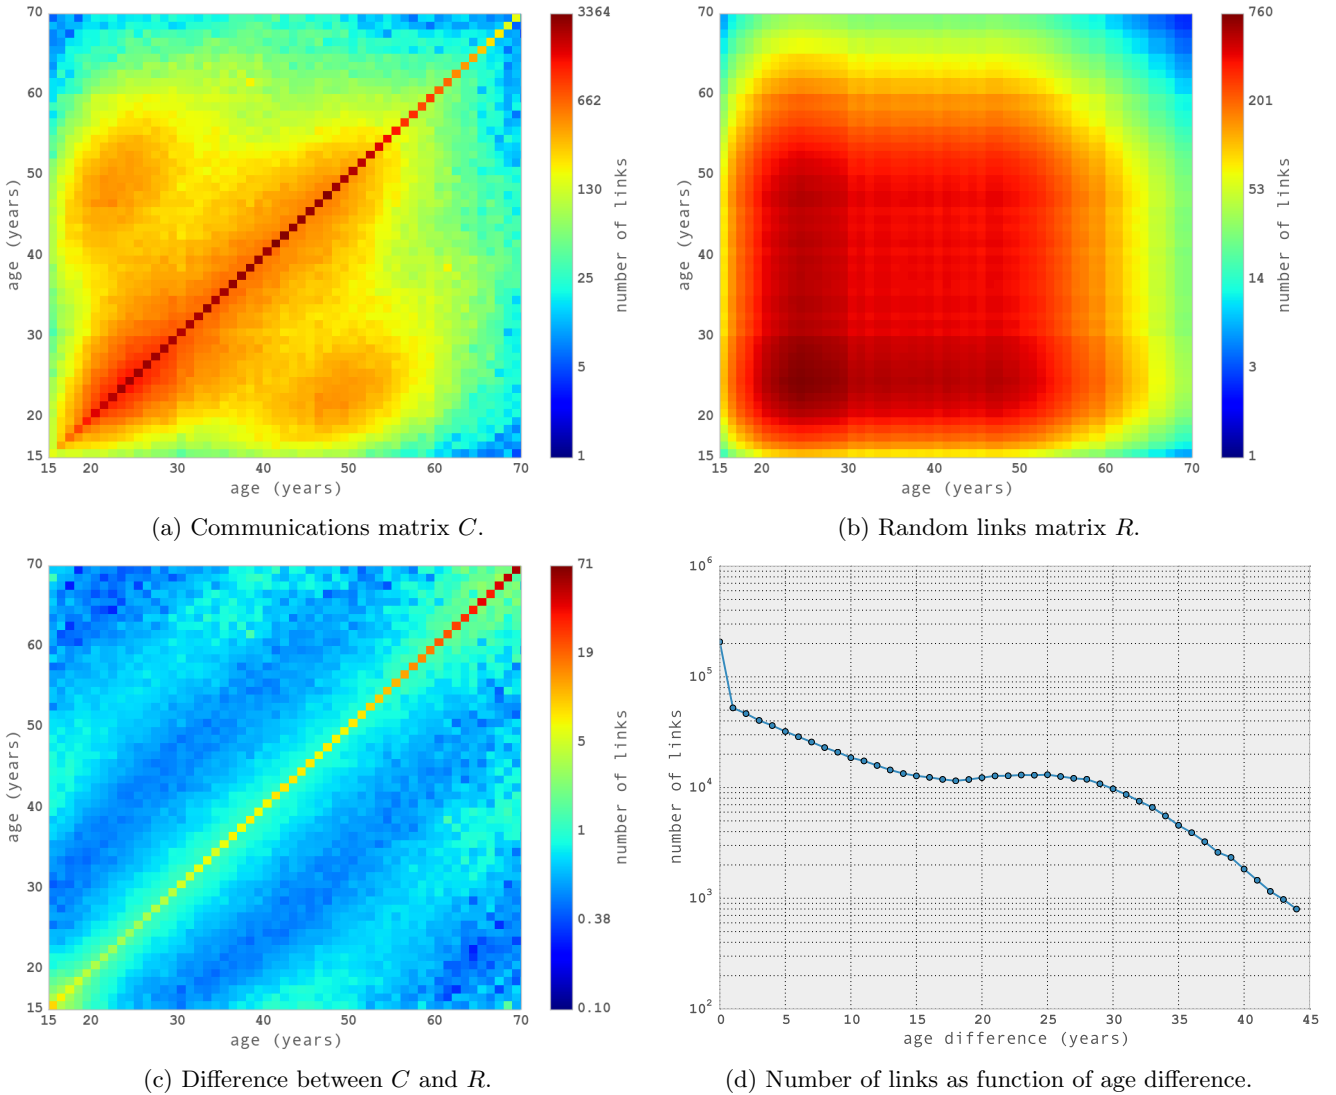 70
60
50
40
30
20
15
age (years)
15 20 30 40 50 60 70
age (years)
3364
662
130
25
5
1
number of links
(a) Communications matrix C.
70
60
50
40
30
20
15
age (years)
15 20 30 40 50 60 70
age (years)
760
201
53
14
3
1
number of links
(b) Random links matrix R.
70
60
50
40
30
20
15
age (years)
15 20 30 40 50 60 70
age (years)
71
19
5
1
0.38
0.10
number of links
(c) Difference between C and R.
10^6
10^5
10^4
10^3
10^2
number of links
0 5 10 15 20 25 30 35 40 45
age difference (years)
(d) Number of links as function of age difference.